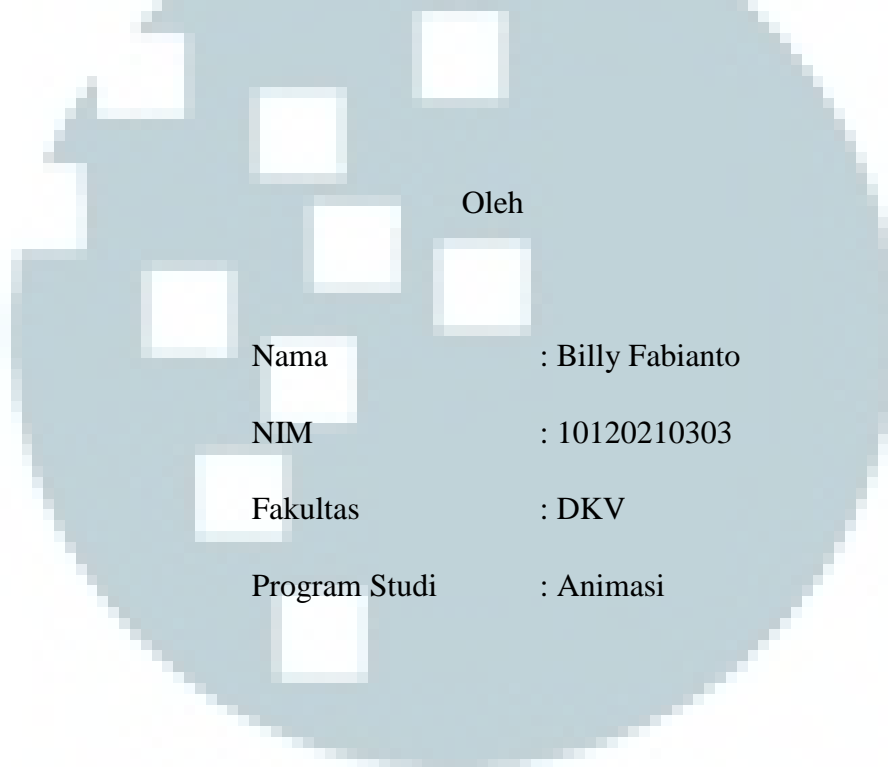 Oleh
Nama : Billy Fabianto
NIM : 10120210303
Fakultas : DKV
Program Studi : Animasi